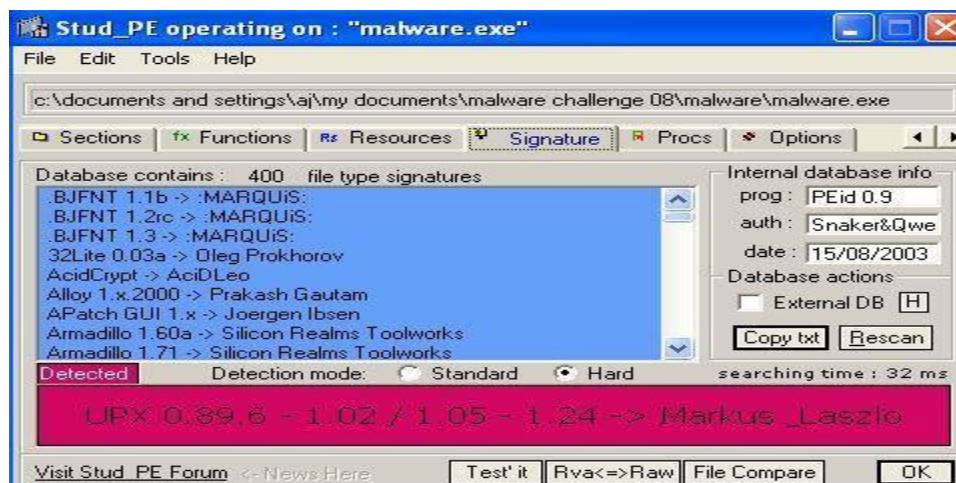 Stud_PE operating on : "malware.exe"
File Edit Tools Help
c:\documents and settings\aj\my documents\malware challenge 08\malware\malware.exe
Sections fx Functions Rs Resources Signature Procs Options
Database contains : 400 file type signatures
.BJFNT 1.1b -> :MARQUiS:
.BJFNT 1.2rc -> :MARQUiS:
.BJFNT 1.3 -> :MARQUiS:
32Lite 0.03a -> Oleg Prokhorov
AcidCrypt -> AciDLeo
Alloy 1.x.2000 -> Prakash Gautam
APatch GUI 1.x -> Joergen Ibsen
Armadillo 1.60a -> Silicon Realms Toolworks
Armadillo 1.71 -> Silicon Realms Toolworks
Internal database info
prog : PEid 0.9
auth : Snaker&Qwe
date : 15/08/2003
Database actions
External DB H
Copy txt Rescan
Detected Detection mode: Standard Hard searching time : 32 ms
UPX 0.89.6 - 1.02 / 1.05 - 1.24 -> Markus _Laszlo
Visit Stud_PE Forum <- News Here Test' it Rva<=>Raw File Compare OK